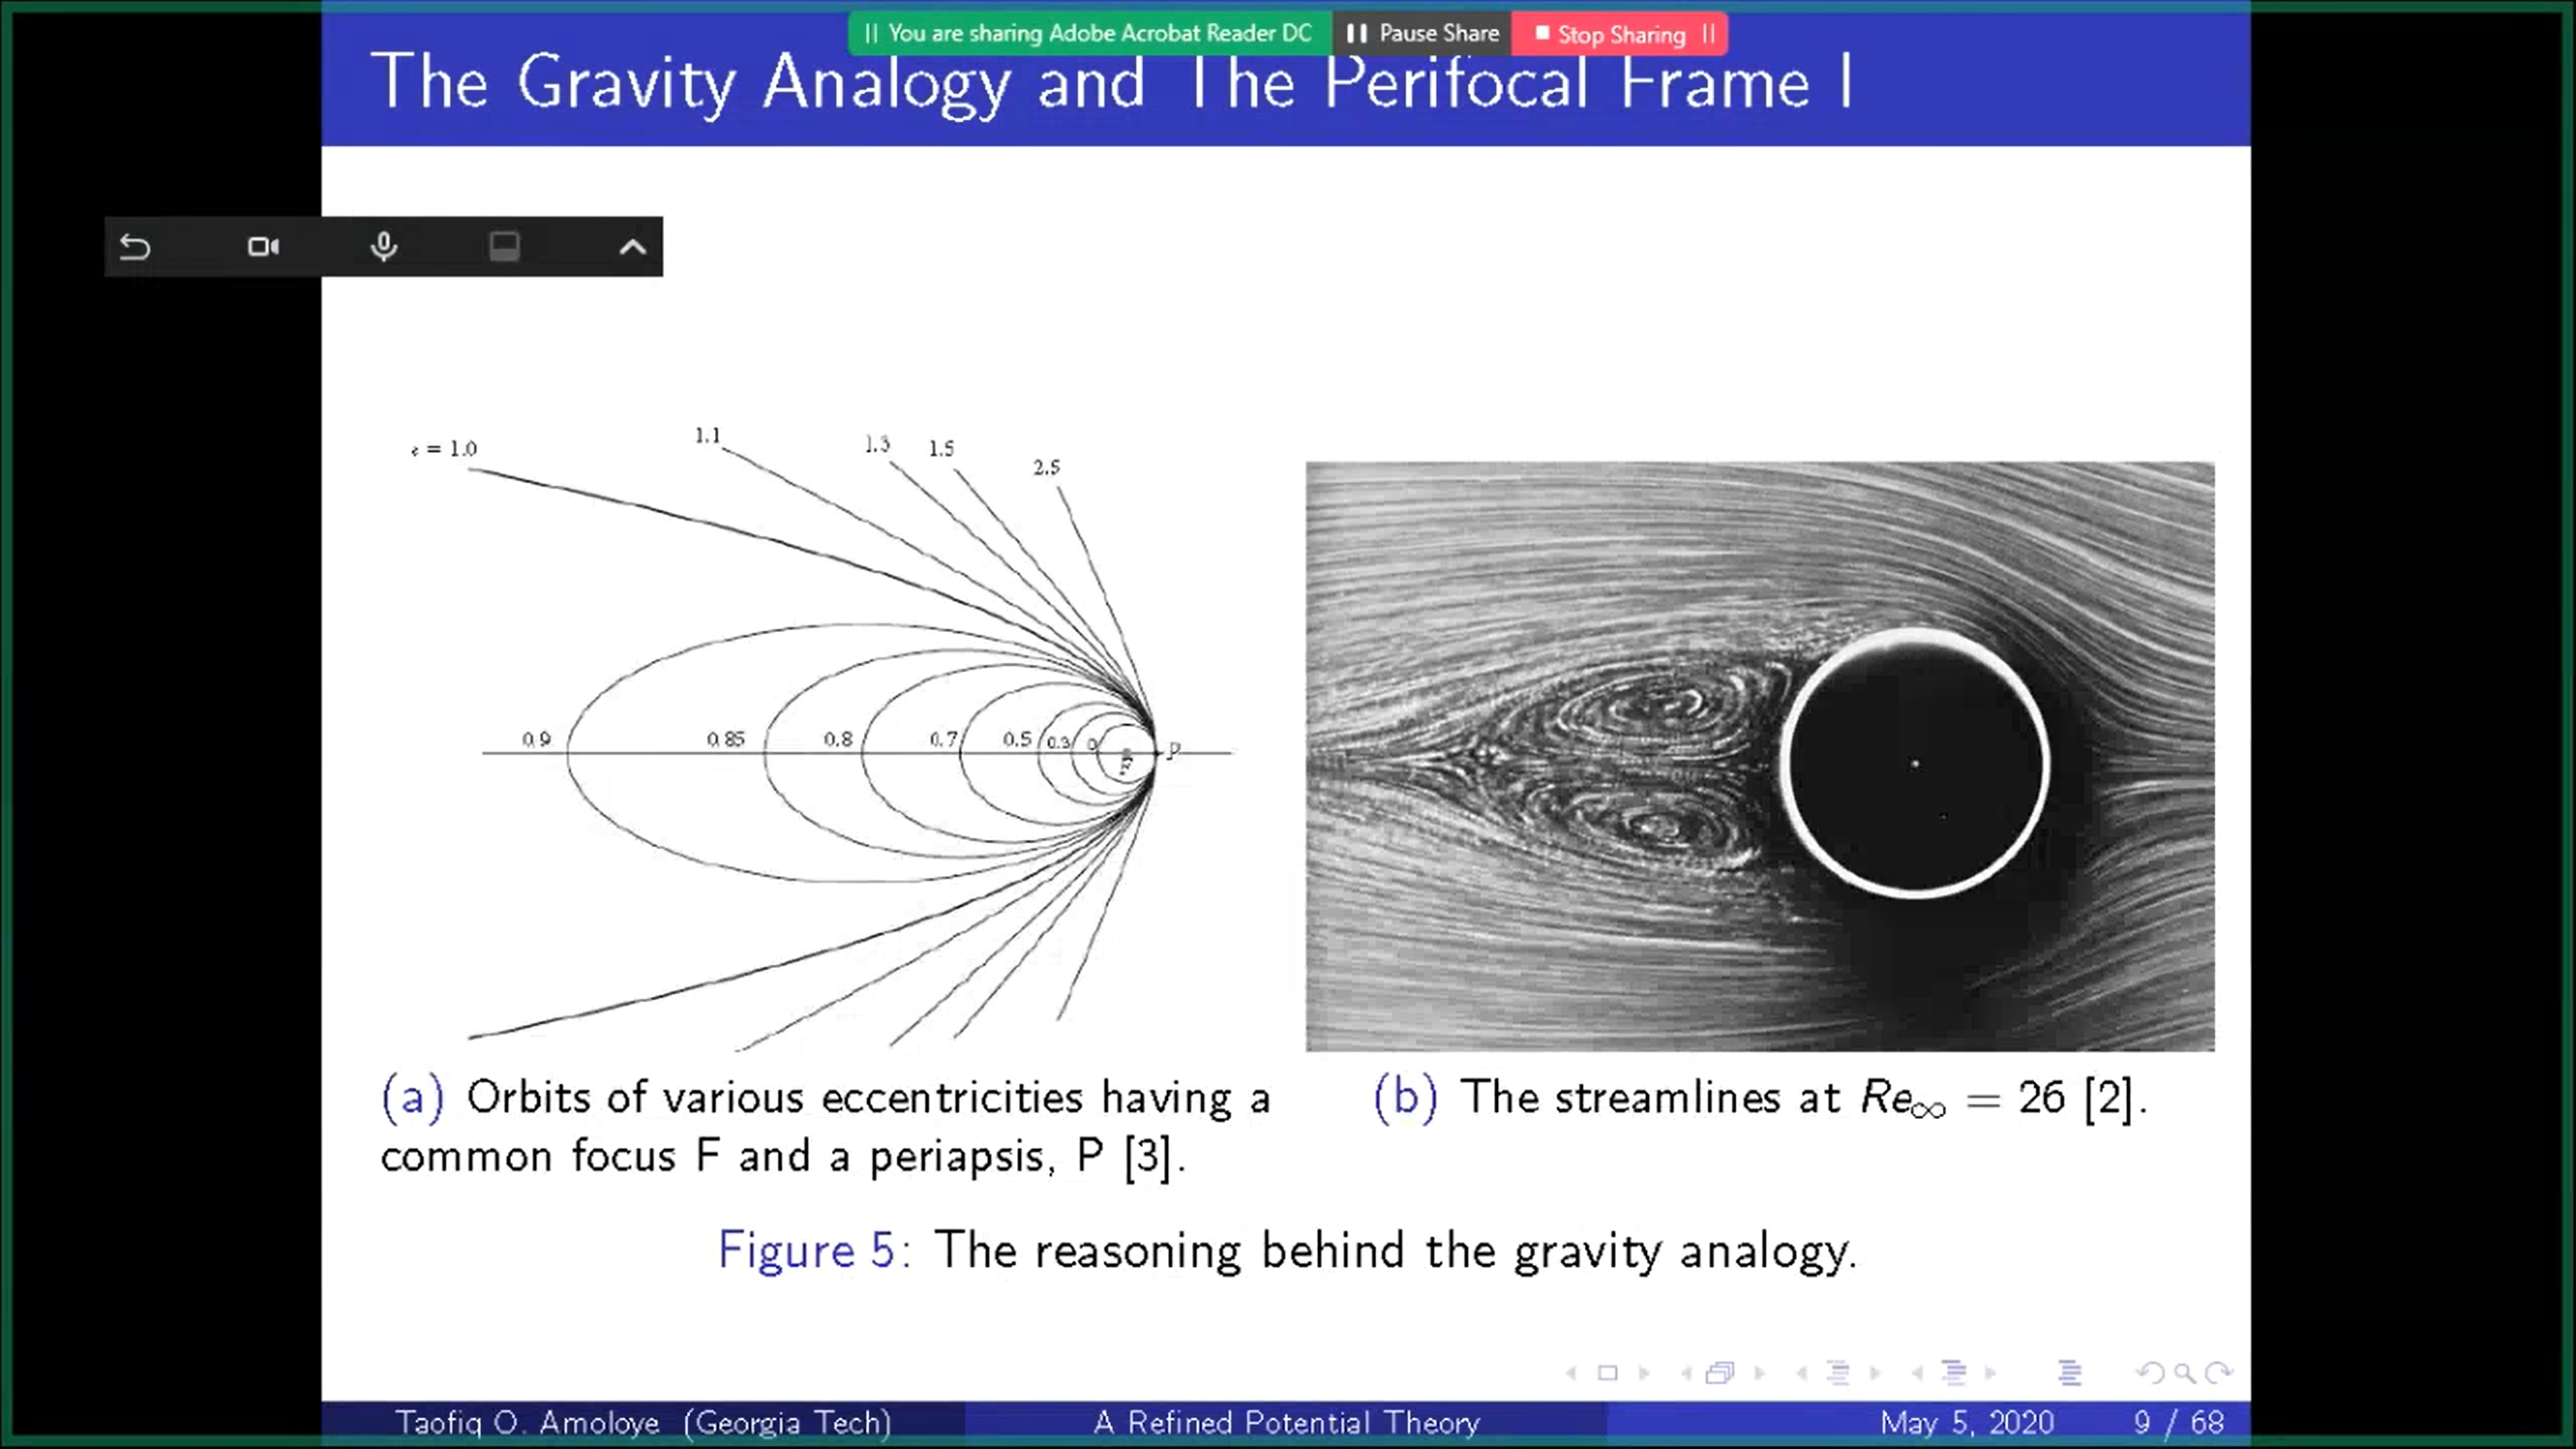 You are sharing Adobe Acrobat Reader DC
Pause Share
Stop Sharing
The Gravity Analogy and The Perifocal Frame I
e = 1.0
1.1
1.3
1.5
2.5
0.9
0.85
0.8
0.7
0.5
0.3
0
P
(a) Orbits of various eccentricities having a
common focus F and a periapsis, P [3].
(b) The streamlines at Re∞ = 26 [2].
Figure 5: The reasoning behind the gravity analogy.
Taofiq O. Amoloye (Georgia Tech)
A Refined Potential Theory
May 5, 2020
9 / 68